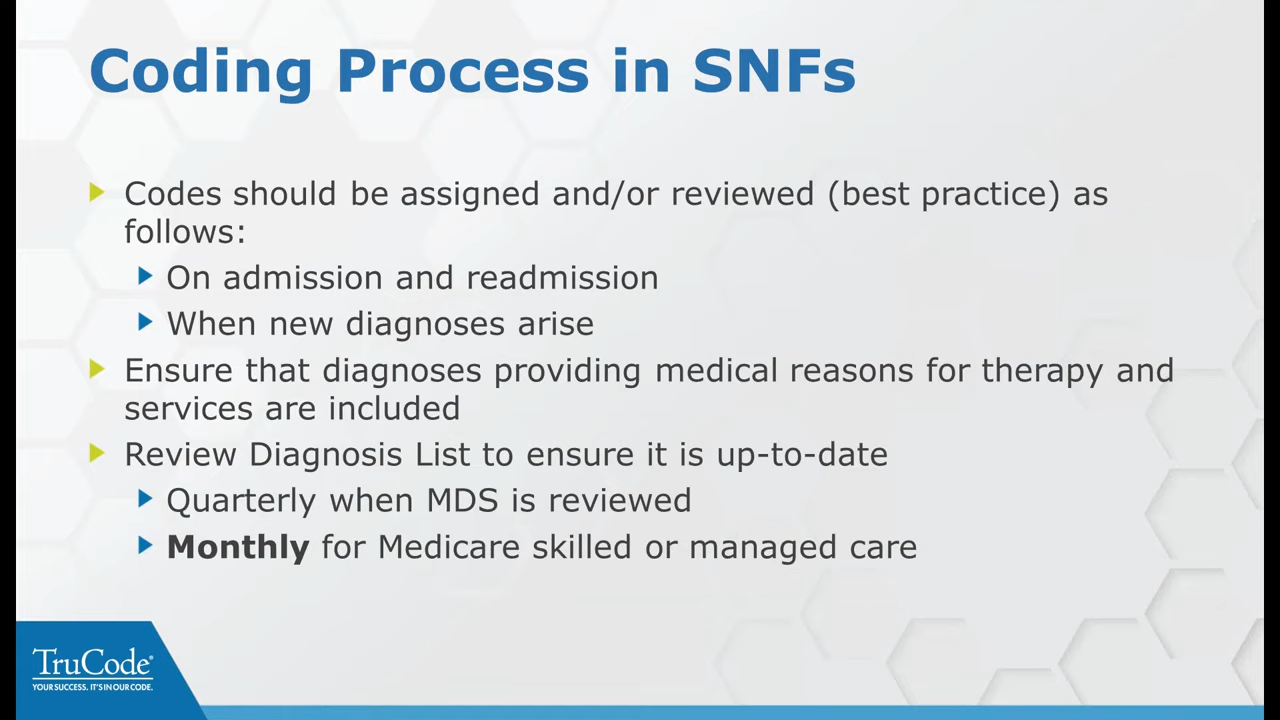 Coding Process in SNFs
Codes should be assigned and/or reviewed (best practice) as
follows:
On admission and readmission
When new diagnoses arise
Ensure that diagnoses providing medical reasons for therapy and
services are included
Review Diagnosis List to ensure it is up-to-date
Quarterly when MDS is reviewed
Monthly for Medicare skilled or managed care
TruCode®
YOUR SUCCESS. IT'S IN OUR CODE.